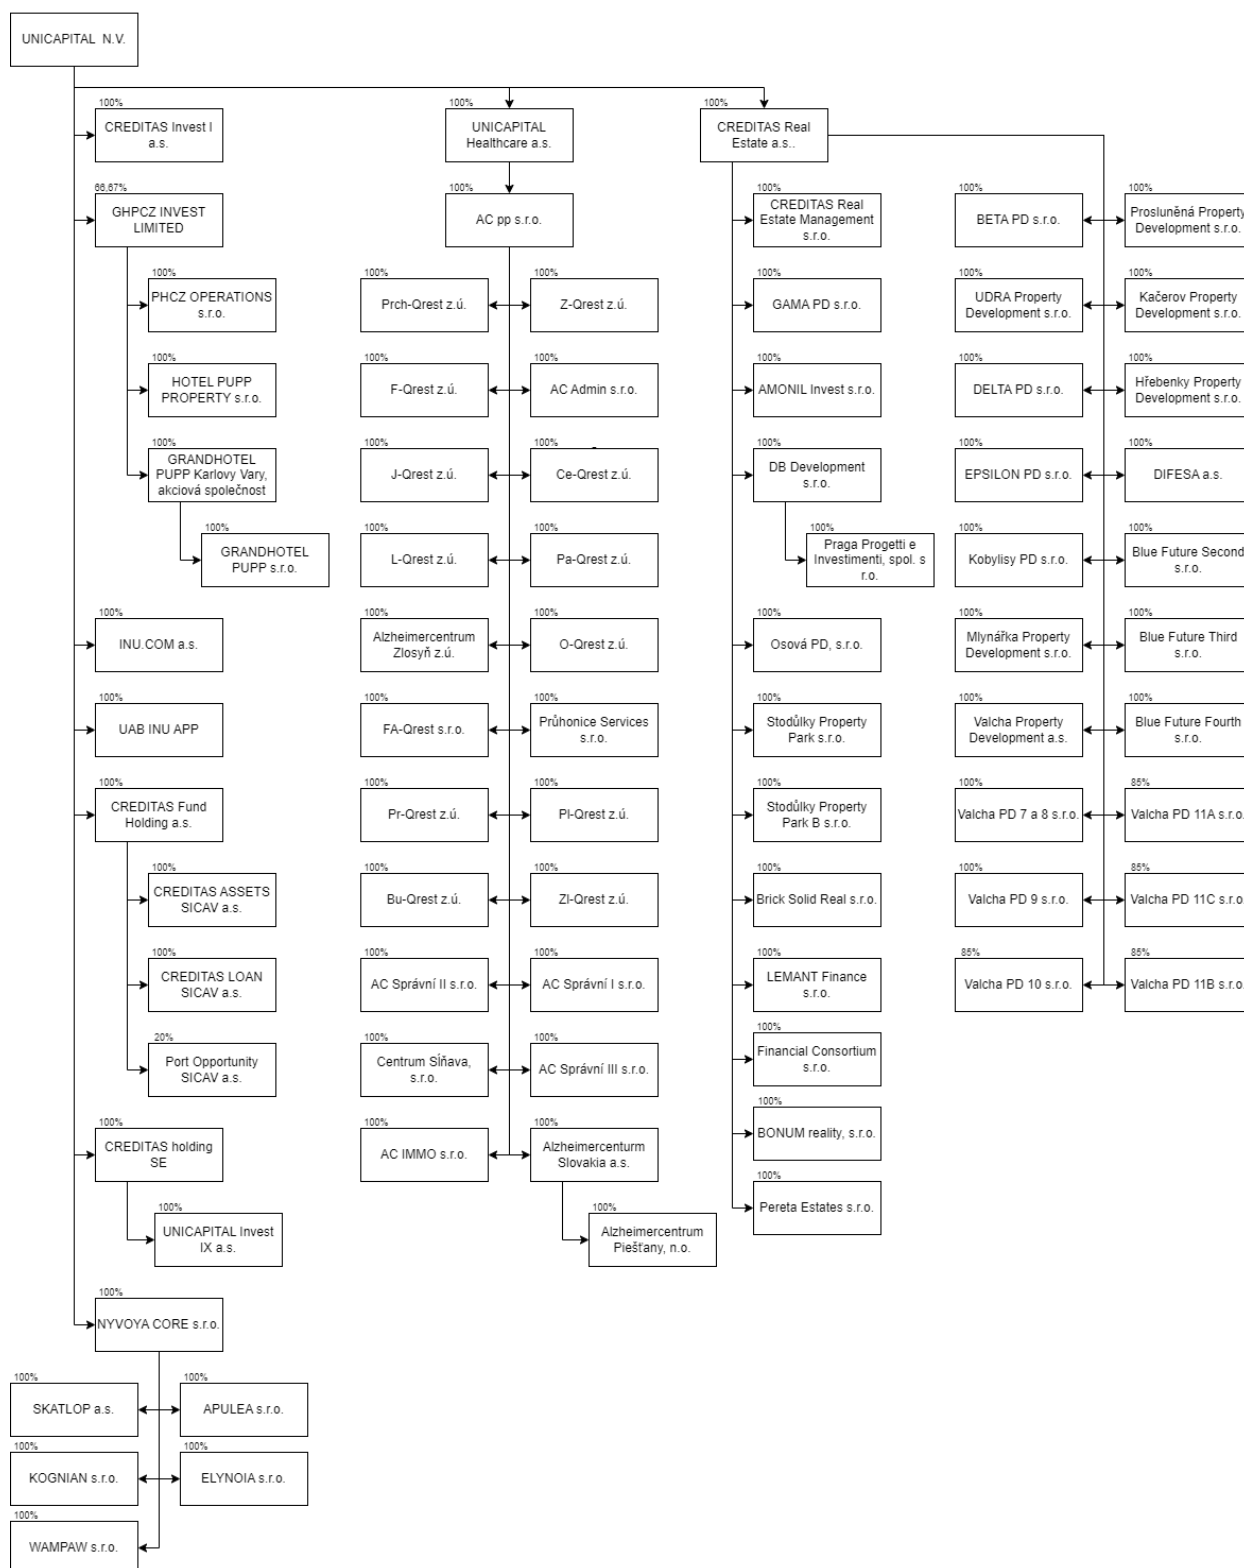 UNICAPITAL N.V.
100%
CREDITAS Invest I
a.s.
66,67%
GHPCZ INVEST
LIMITED
100%
PHCZ OPERATIONS
s.r.o.
100%
HOTEL PUPP
PROPERTY s.r.o.
100%
GRANDHOTEL
PUPP Karlovy Vary,
akciová společnost
100%
GRANDHOTEL
PUPP s.r.o.
100%
INU.COM a.s.
100%
UAB INU APP
100%
CREDITAS Fund
Holding a.s.
100%
CREDITAS ASSETS
SICAV a.s.
100%
CREDITAS LOAN
SICAV a.s.
20%
Port Opportunity
SICAV a.s.
100%
CREDITAS holding
SE
100%
UNICAPITAL Invest
IX a.s.
100%
NYVOYA CORE s.r.o.
100%
SKATLOP a.s.
100%
APULEA s.r.o.
100%
KOGNIAN s.r.o.
100%
ELYNOIA s.r.o.
100%
WAMPAW s.r.o.
100%
UNICAPITAL
Healthcare a.s.
100%
AC pp s.r.o.
100%
Prch-Qrest z.ú.
100%
Z-Qrest z.ú.
100%
F-Qrest z.ú.
100%
AC Admin s.r.o.
100%
J-Qrest z.ú.
100%
Ce-Qrest z.ú.
100%
L-Qrest z.ú.
100%
Pa-Qrest z.ú.
100%
Alzheimercentrum
Zlosyň z.ú.
100%
O-Qrest z.ú.
100%
FA-Qrest s.r.o.
100%
Průhonice Services
s.r.o.
100%
Pr-Qrest z.ú.
100%
Pl-Qrest z.ú.
100%
Bu-Qrest z.ú.
100%
Zl-Qrest z.ú.
100%
AC Správní II s.r.o.
100%
AC Správní I s.r.o.
100%
Centrum Sĺňava,
s.r.o.
100%
AC Správní III s.r.o.
100%
AC IMMO s.r.o.
100%
Alzheimercenturm
Slovakia a.s.
100%
Alzheimercentrum
Piešťany, n.o.
100%
CREDITAS Real
Estate a.s..
100%
CREDITAS Real
Estate Management
s.r.o.
100%
GAMA PD s.r.o.
100%
AMONIL Invest s.r.o.
100%
DB Development
s.r.o.
100%
Praga Progetti e
Investimenti, spol. s
r.o.
100%
Osová PD, s.r.o.
100%
Stodůlky Property
Park s.r.o.
100%
Stodůlky Property
Park B s.r.o.
100%
Brick Solid Real s.r.o.
100%
LEMANT Finance
s.r.o.
100%
Financial Consortium
s.r.o.
100%
BONUM reality, s.r.o.
100%
Pereta Estates s.r.o.
100%
BETA PD s.r.o.
100%
Prosluněná Property
Development s.r.o.
100%
UDRA Property
Development s.r.o.
100%
Kačerov Property
Development s.r.o.
100%
DELTA PD s.r.o.
100%
Hřebenky Property
Development s.r.o.
100%
EPSILON PD s.r.o.
100%
DIFESA a.s.
100%
Kobylisy PD s.r.o.
100%
Blue Future Second
s.r.o.
100%
Mlynářka Property
Development s.r.o.
100%
Blue Future Third
s.r.o.
100%
Valcha Property
Development a.s.
100%
Blue Future Fourth
s.r.o.
100%
Valcha PD 7 a 8 s.r.o.
85%
Valcha PD 11A s.r.o.
100%
Valcha PD 9 s.r.o.
85%
Valcha PD 11C s.r.o.
85%
Valcha PD 10 s.r.o.
85%
Valcha PD 11B s.r.o.